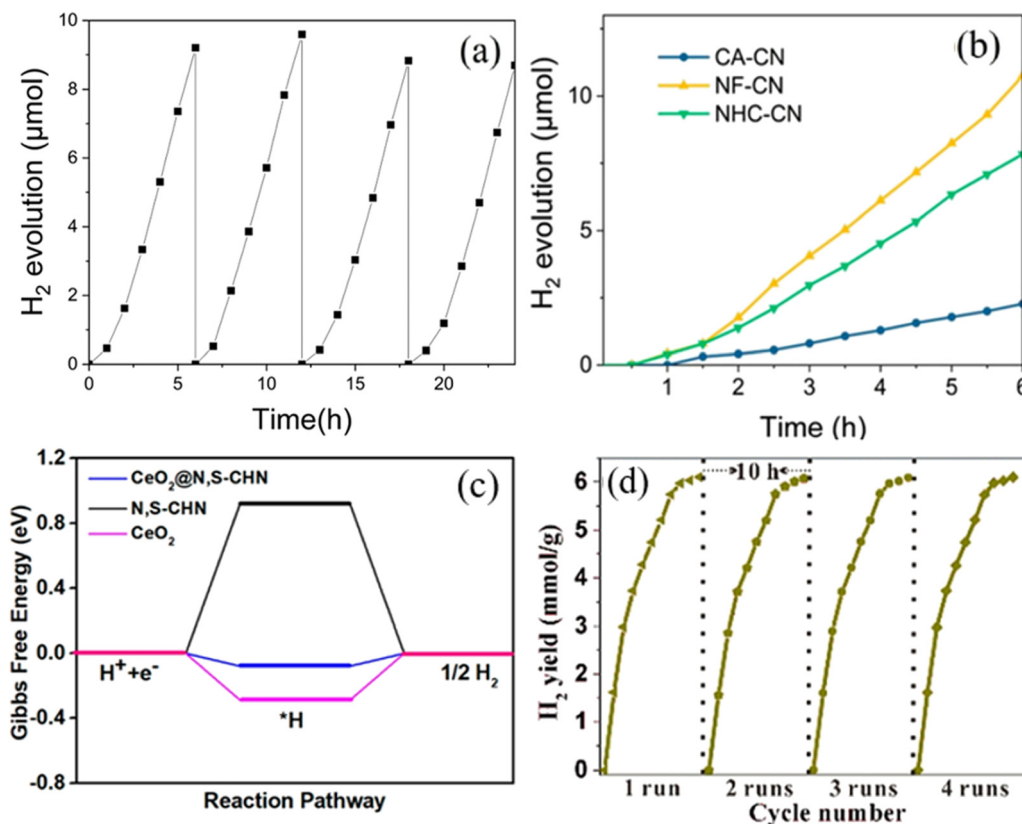 (a)
H₂ evolution (μmol)
10
8
6
4
2
0
0 5 10 15 20
Time(h)
(b)
CA-CN
NF-CN
NHC-CN
H₂ evolution (μmol)
10
5
0
1 2 3 4 5 6
Time (h)
(c)
CeO₂@N,S-CHN
N,S-CHN
CeO₂
Gibbs Free Energy (eV)
1.2
0.8
0.4
0.0
-0.4
-0.8
H⁺+e⁻
*H
1/2 H₂
Reaction Pathway
(d)
10 h
H₂ yield (mmol/g)
6
5
4
3
2
1
0
1 run 2 runs 3 runs 4 runs
Cycle number